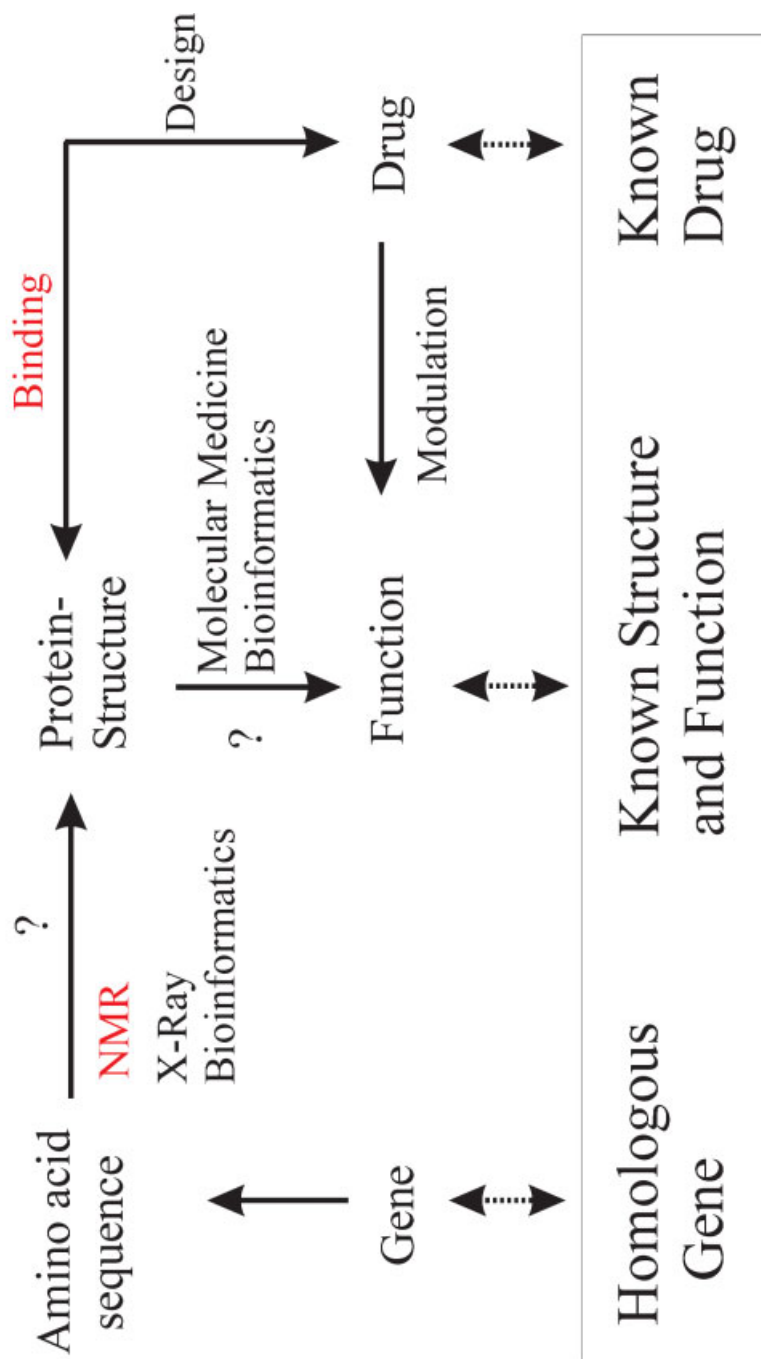 Amino acid
sequence
?
NMR
X-Ray
Bioinformatics
Protein-
Structure
Binding
Design
?
Molecular Medicine
Bioinformatics
Gene
Function
Modulation
Drug
Homologous
Gene
Known Structure
and Function
Known
Drug